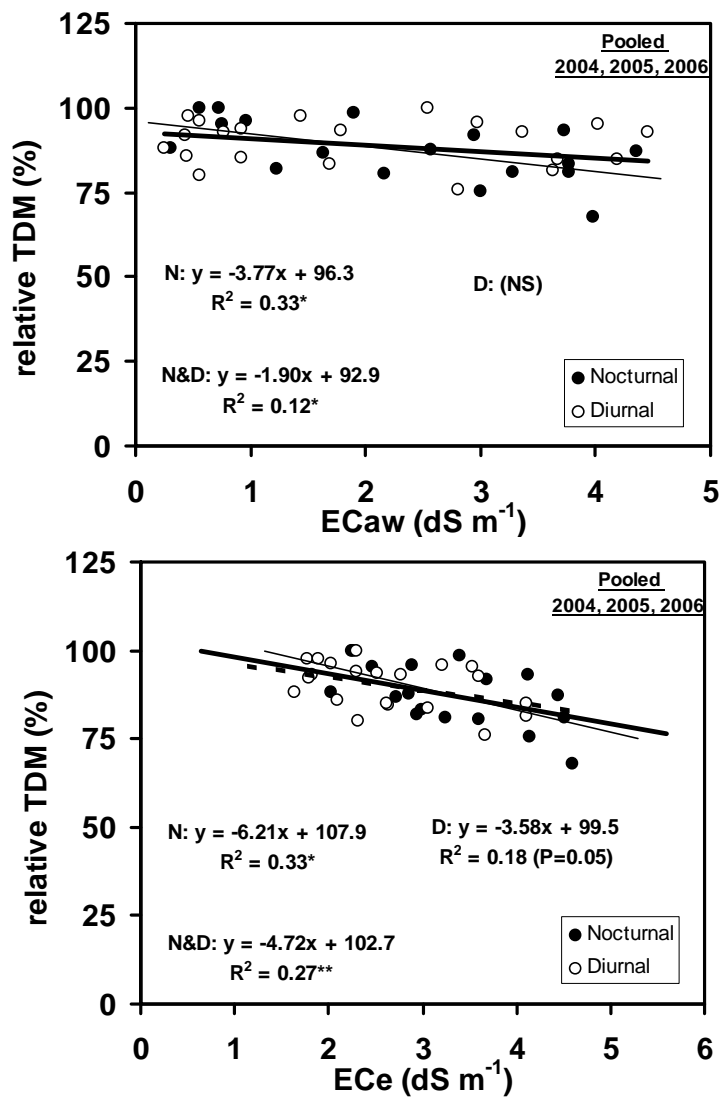 Pooled
2004, 2005, 2006
125
100
75
50
25
0
relative TDM (%)
N: y = -3.77x + 96.3
R² = 0.33*
D: (NS)
N&D: y = -1.90x + 92.9
R² = 0.12*
Nocturnal
Diurnal
0 1 2 3 4 5
ECaw (dS m⁻¹)
Pooled
2004, 2005, 2006
125
100
75
50
25
0
relative TDM (%)
N: y = -6.21x + 107.9
R² = 0.33*
D: y = -3.58x + 99.5
R² = 0.18 (P=0.05)
N&D: y = -4.72x + 102.7
R² = 0.27**
Nocturnal
Diurnal
0 1 2 3 4 5 6
ECe (dS m⁻¹)